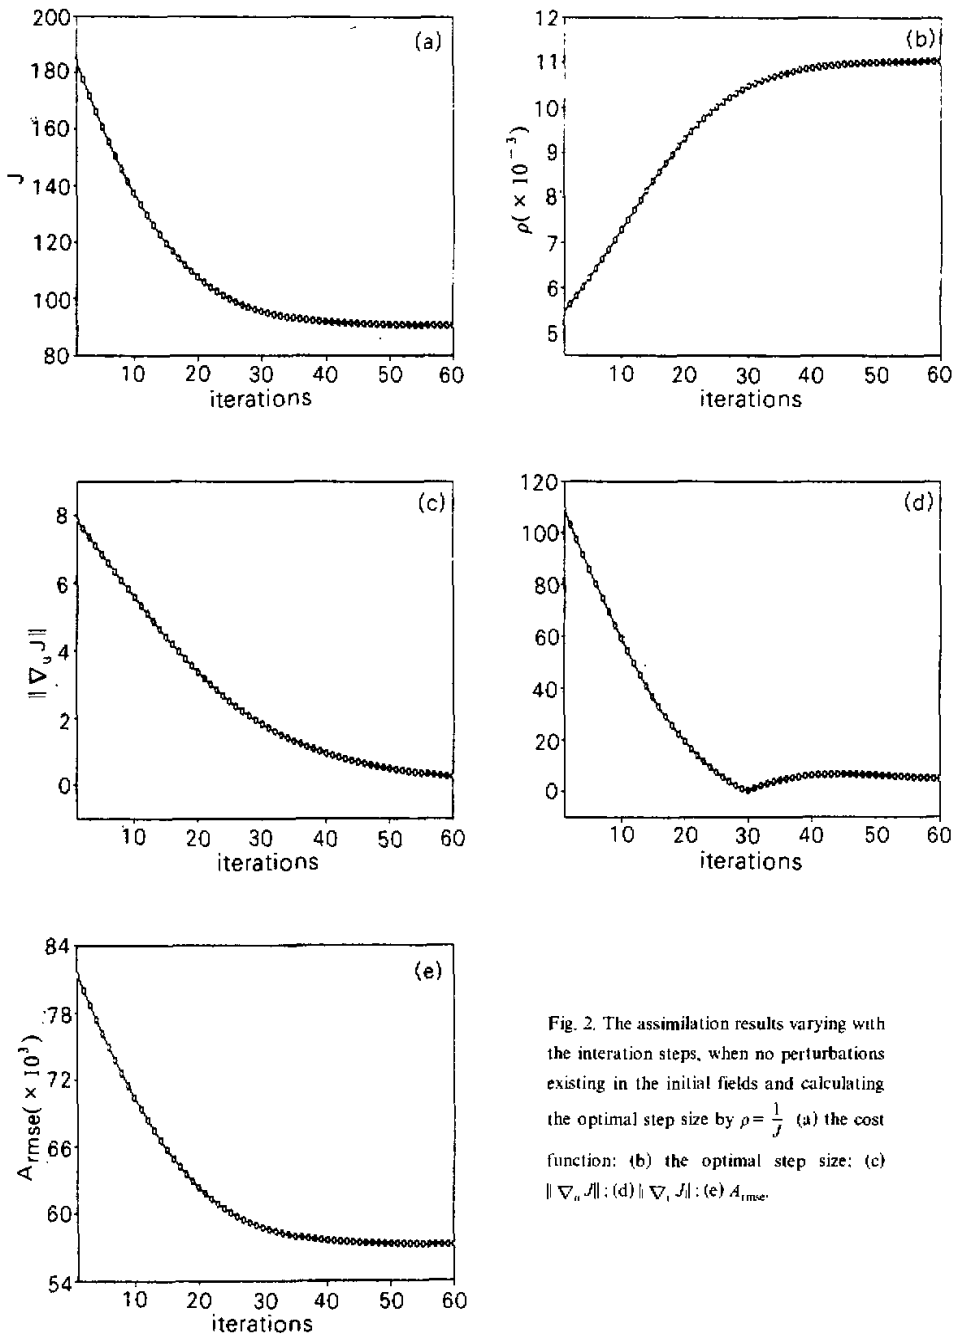 200
180
160
140
120
100
80
J
(a)
10 20 30 40 50 60
iterations
12
11
10
9
8
7
6
5
ρ( × 10⁻³)
(b)
10 20 30 40 50 60
iterations
8
6
4
2
0
‖ ∇ᵤ J ‖
(c)
10 20 30 40 50 60
iterations
120
100
80
60
40
20
0
(d)
10 20 30 40 50 60
iterations
84
78
72
66
60
54
Armse( × 10³)
(e)
10 20 30 40 50 60
iterations
Fig. 2. The assimilation results varying with
the interation steps, when no perturbations
existing in the initial fields and calculating
the optimal step size by ρ = 1/J (a) the cost
function; (b) the optimal step size; (c)
‖ ∇ᵤ J‖ ; (d) ‖ ∇ J‖ ; (e) Armse.